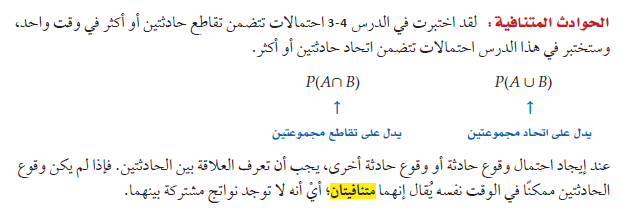 الحوادث المتنافية : لقد اختبرت في الدرس 4-3 احتمالات تتضمن تقاطع حادثتين أو أكثر في وقت واحد،
وستختبر في هذا الدرس احتمالات تتضمن اتحاد حادثتين أو أكثر.
P(A ∪ B) P(A∩ B)
↑ ↑
يدل على اتحاد مجموعتين يدل على تقاطع مجموعتين
عند إيجاد احتمال وقوع حادثة أو وقوع حادثة أخرى، يجب أن تعرف العلاقة بين الحادثتين. فإذا لم يكن وقوع
الحادثتين ممكنًا في الوقت نفسه يُقال إنهما متنافيتان؛ أيْ أنه لا توجد نواتج مشتركة بينهما.